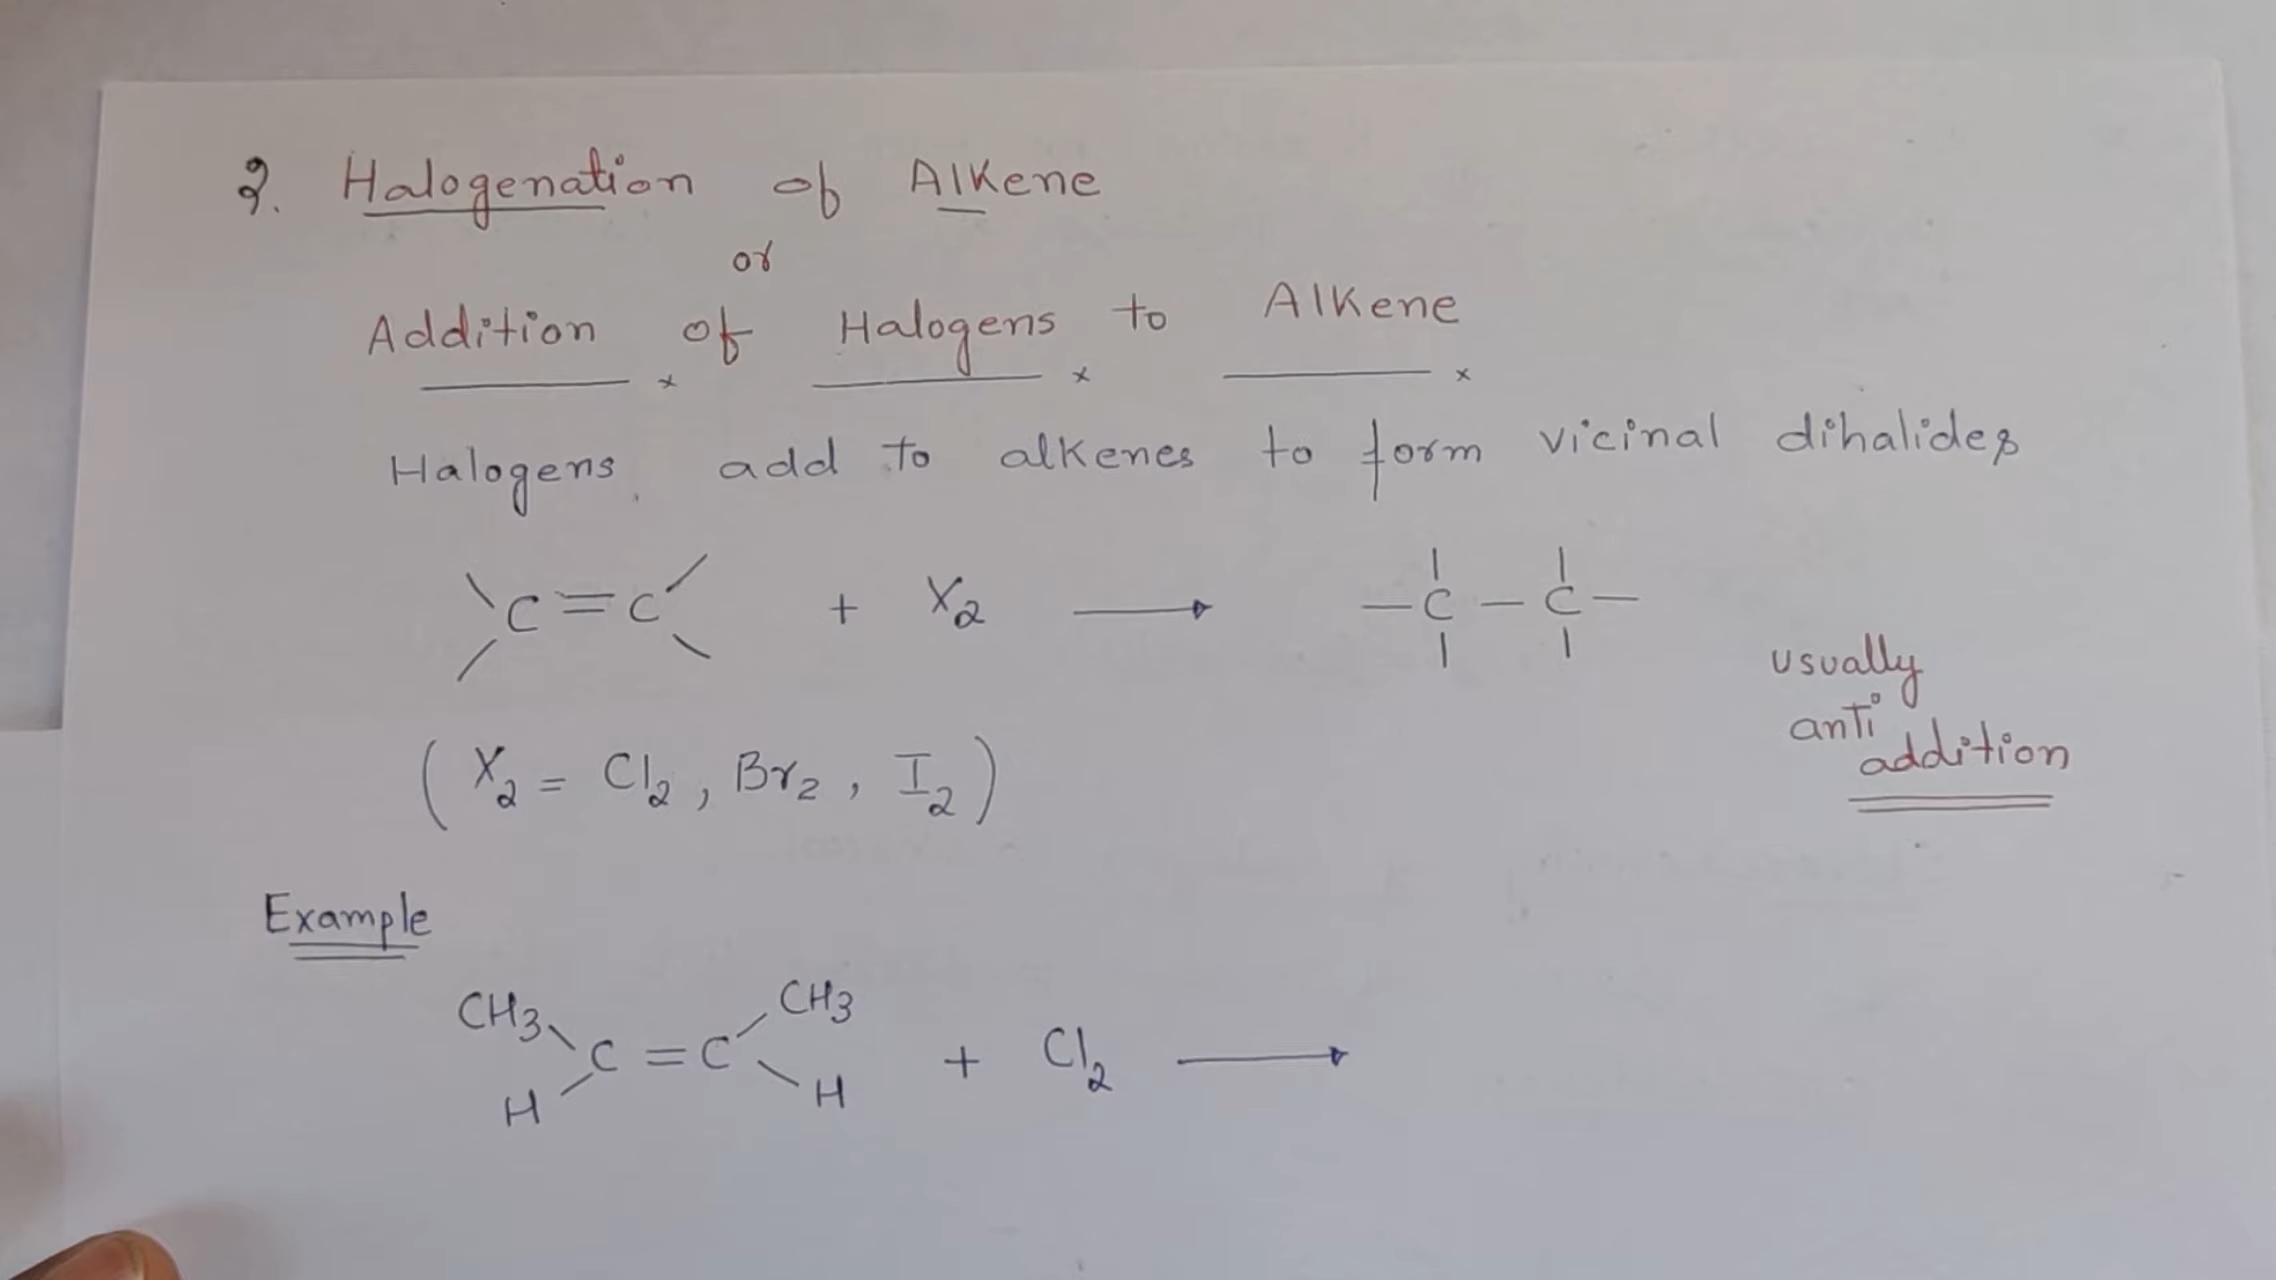 2. Halogenation of Alkene
or
Addition of Halogens to Alkene
Halogens add to alkenes to form vicinal dihalides
C=C + X2 → -C-C-
usually
anti
addition
(X2 = Cl2, Br2, I2)
Example
CH3 CH3
C=C + Cl2 →
H H